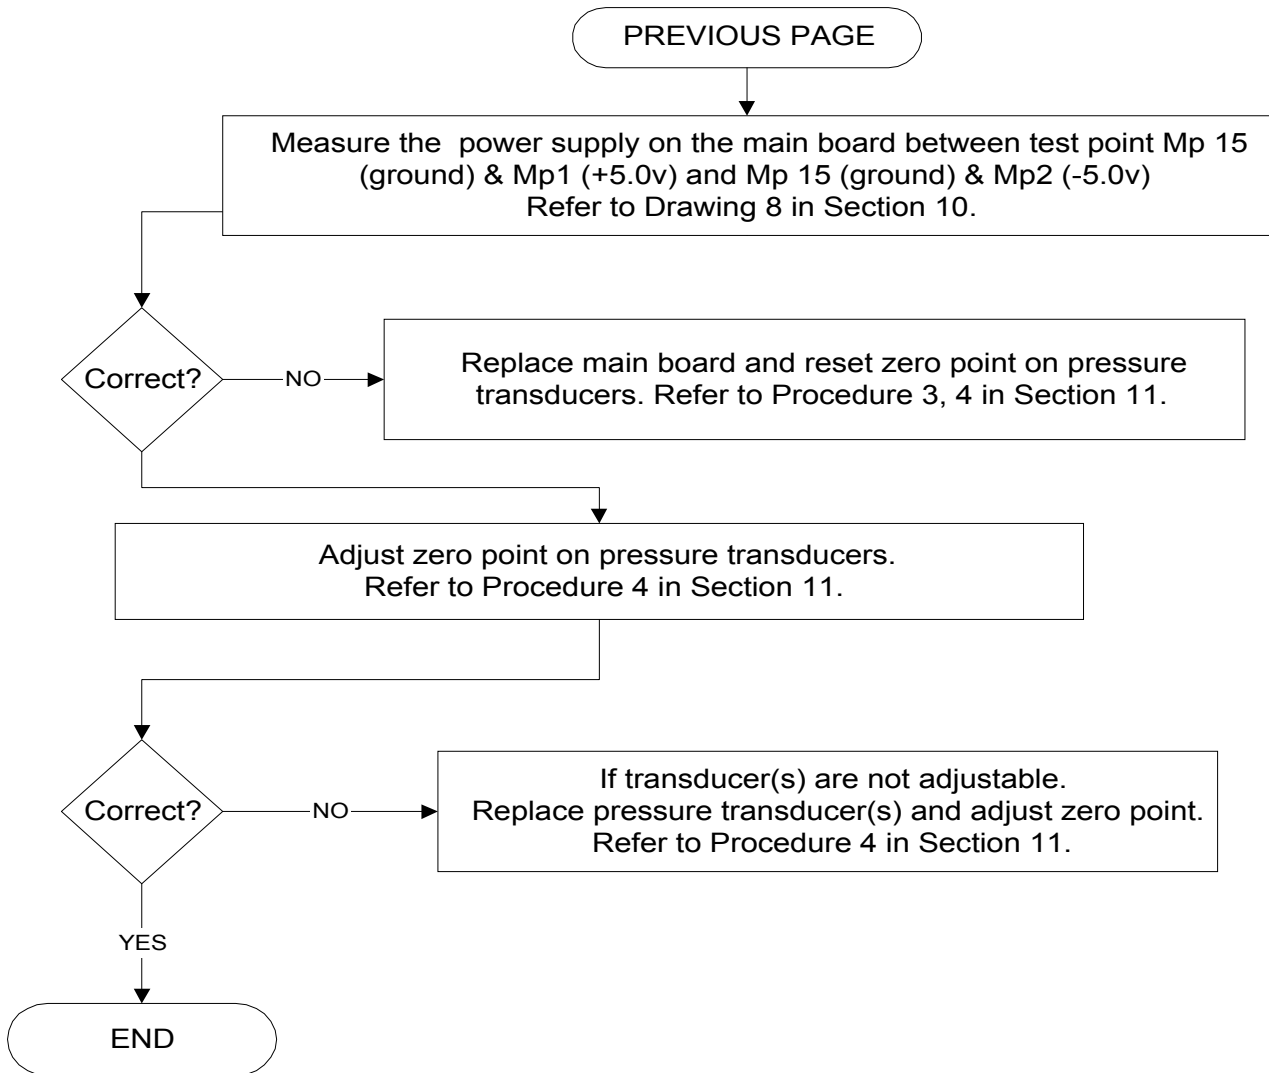 PREVIOUS PAGE
Measure the  power supply on the main board between test point Mp 15
(ground) & Mp1 (+5.0v) and Mp 15 (ground) & Mp2 (-5.0v)
Refer to Drawing 8 in Section 10.
Correct?
NO
Replace main board and reset zero point on pressure
transducers. Refer to Procedure 3, 4 in Section 11.
Adjust zero point on pressure transducers.
Refer to Procedure 4 in Section 11.
Correct?
NO
If transducer(s) are not adjustable.
Replace pressure transducer(s) and adjust zero point.
Refer to Procedure 4 in Section 11.
YES
END